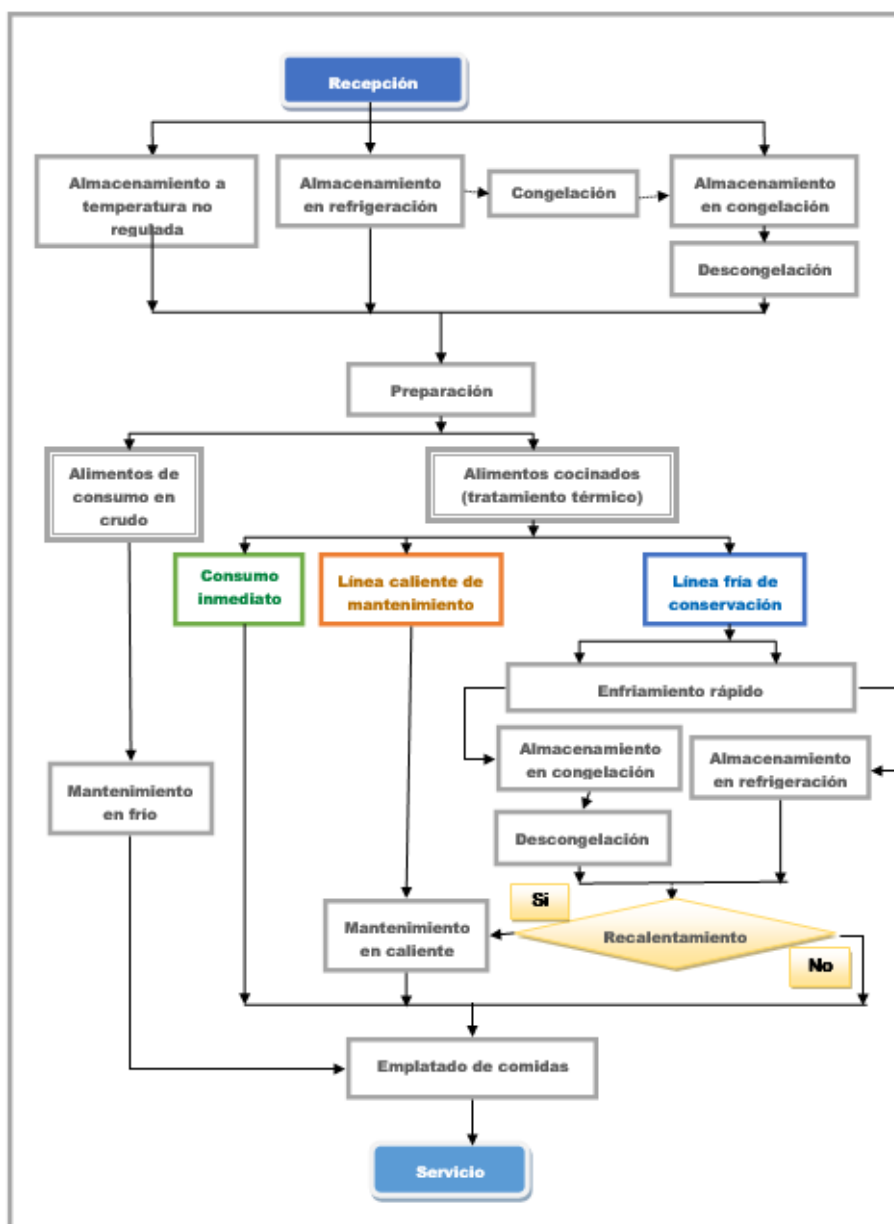 Recepción
Almacenamiento a
temperatura no
regulada
Almacenamiento
en refrigeración
Congelación
Almacenamiento
en congelación
Descongelación
Preparación
Alimentos de
consumo en
crudo
Alimentos cocinados
(tratamiento térmico)
Consumo
inmediato
Línea caliente de
mantenimiento
Línea fría de
conservación
Enfriamiento rápido
Almacenamiento
en congelación
Almacenamiento
en refrigeración
Mantenimiento
en frío
Descongelación
Si
Recalentamiento
No
Mantenimiento
en caliente
Emplatado de comidas
Servicio